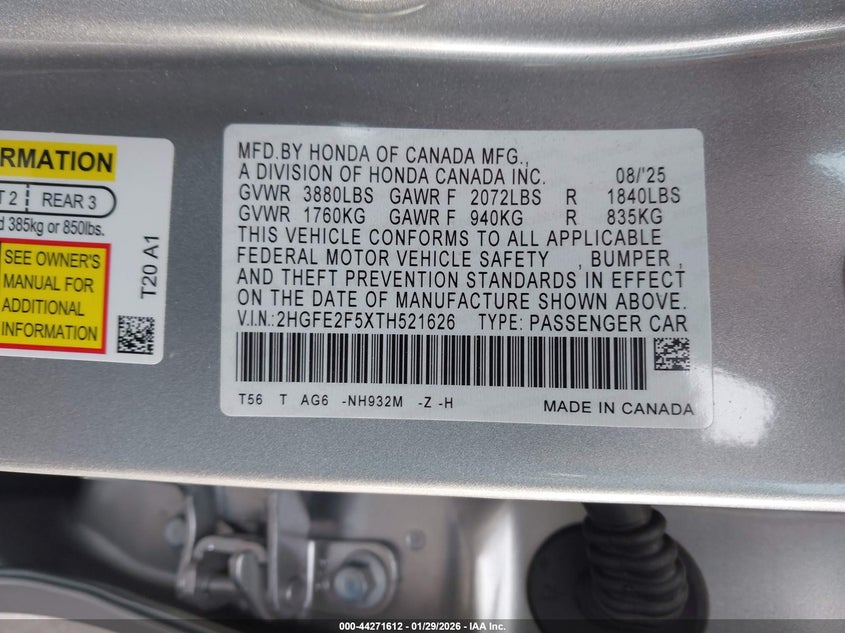 RMATION
T 2 REAR 3
d 385kg or 850lbs.
SEE OWNER'S
MANUAL FOR
ADDITIONAL
INFORMATION
T20 A1
MFD.BY HONDA OF CANADA MFG.,
A DIVISION OF HONDA CANADA INC. 08/'25
GVWR 3880LBS GAWR F 2072LBS R 1840LBS
GVWR 1760KG GAWR F 940KG R 835KG
THIS VEHICLE CONFORMS TO ALL APPLICABLE
FEDERAL MOTOR VEHICLE SAFETY , BUMPER ,
AND THEFT PREVENTION STANDARDS IN EFFECT
ON THE DATE OF MANUFACTURE SHOWN ABOVE.
V.I.N.:2HGFE2F5XTH521626 TYPE: PASSENGER CAR
T56 T AG6 -NH932M -Z -H MADE IN CANADA
000-44271612 - 01/29/2026 - IAA Inc.